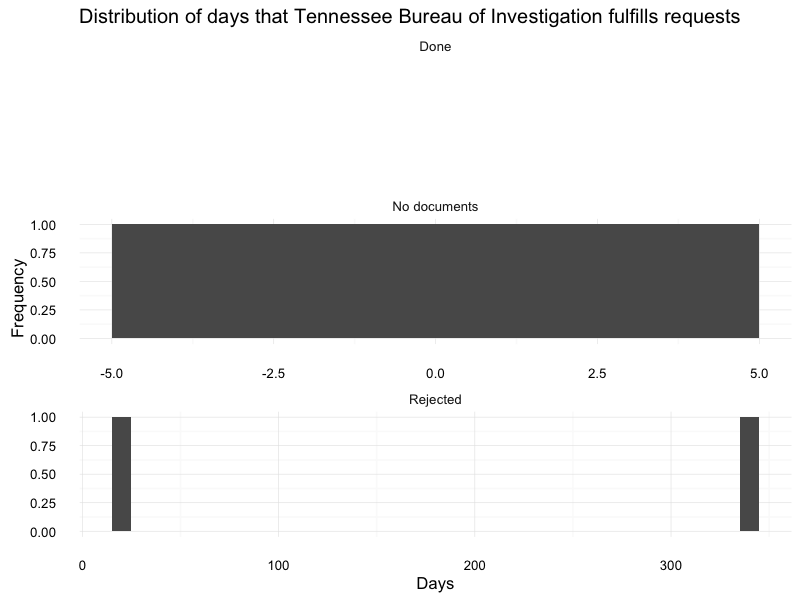 Distribution of days that Tennessee Bureau of Investigation fulfills requests
Done
No documents
1.00
0.75
0.50
0.25
0.00
-5.0 -2.5 0.0 2.5 5.0
Frequency
Rejected
1.00
0.75
0.50
0.25
0.00
0 100 200 300
Days